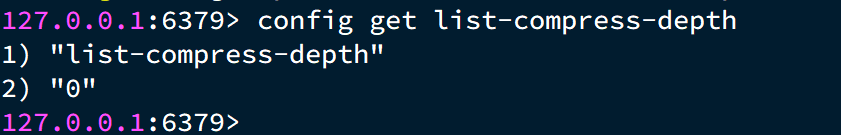 127.0.0.1:6379> config get list-compress-depth
1) "list-compress-depth"
2) "0"
127.0.0.1:6379>